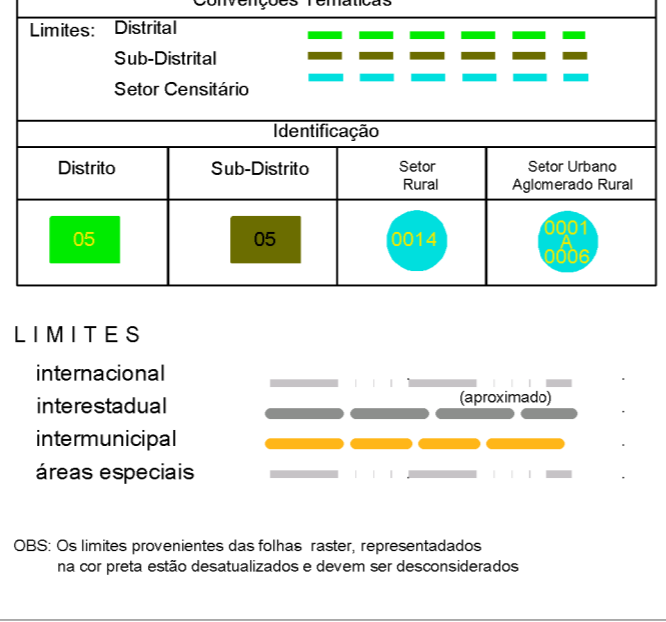 Convenções Temáticas
Limites: Distrital
Sub-Distrital
Setor Censitário
Identificação
Distrito Sub-Distrito Setor Rural Setor Urbano Aglomerado Rural
05 05 0014 0001 A 0006
LIMITES
internacional
(aproximado)
interestadual
intermunicipal
áreas especiais
OBS: Os limites provenientes das folhas raster, representadados
na cor preta estão desatualizados e devem ser desconsiderados